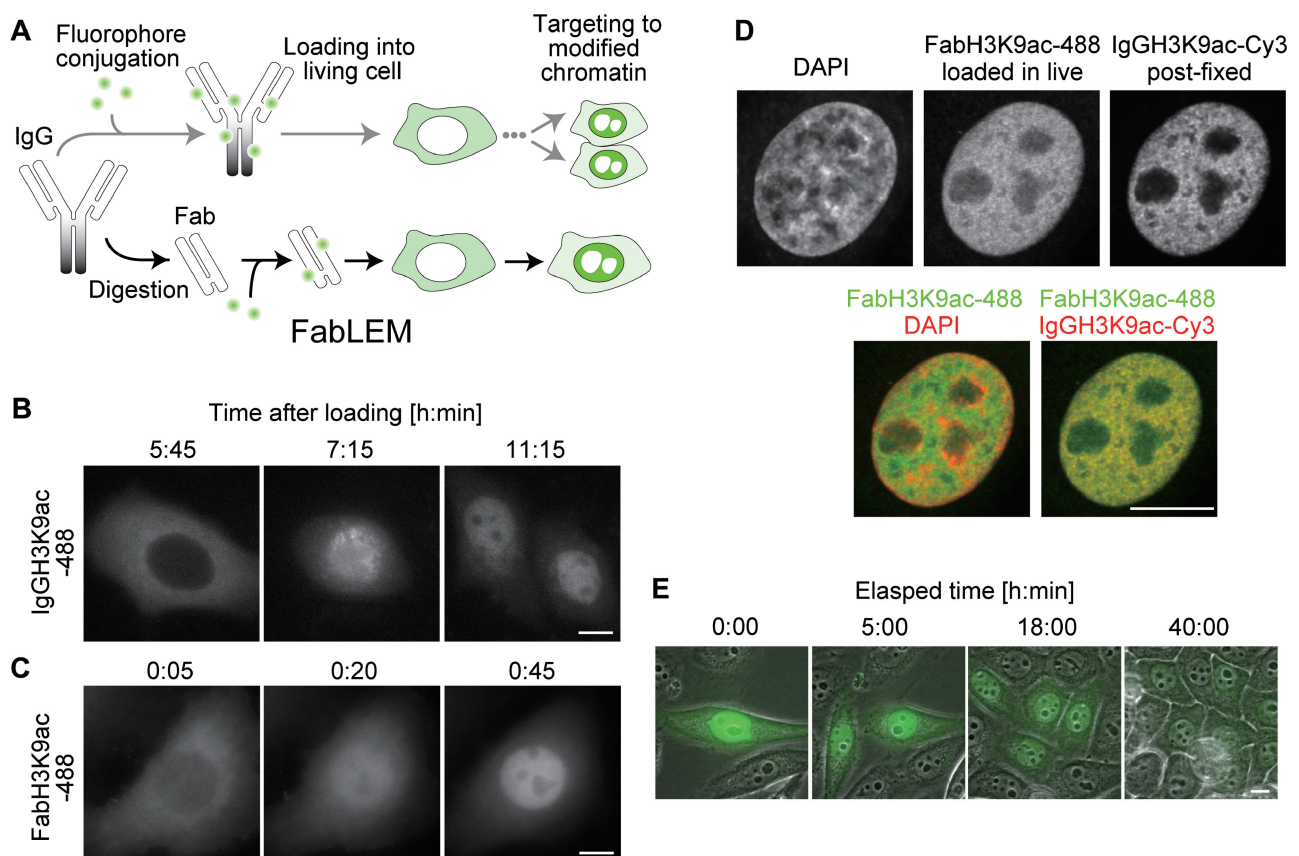 A
Fluorophore
conjugation
Loading into
living cell
Targeting to
modified
chromatin
IgG
Fab
Digestion
FabLEM
B
Time after loading [h:min]
5:45
7:15
11:15
IgGH3K9ac
-488
C
0:05
0:20
0:45
FabH3K9ac
-488
D
DAPI
FabH3K9ac-488
loaded in live
IgGH3K9ac-Cy3
post-fixed
FabH3K9ac-488
DAPI
FabH3K9ac-488
IgGH3K9ac-Cy3
E
Elasped time [h:min]
0:00
5:00
18:00
40:00